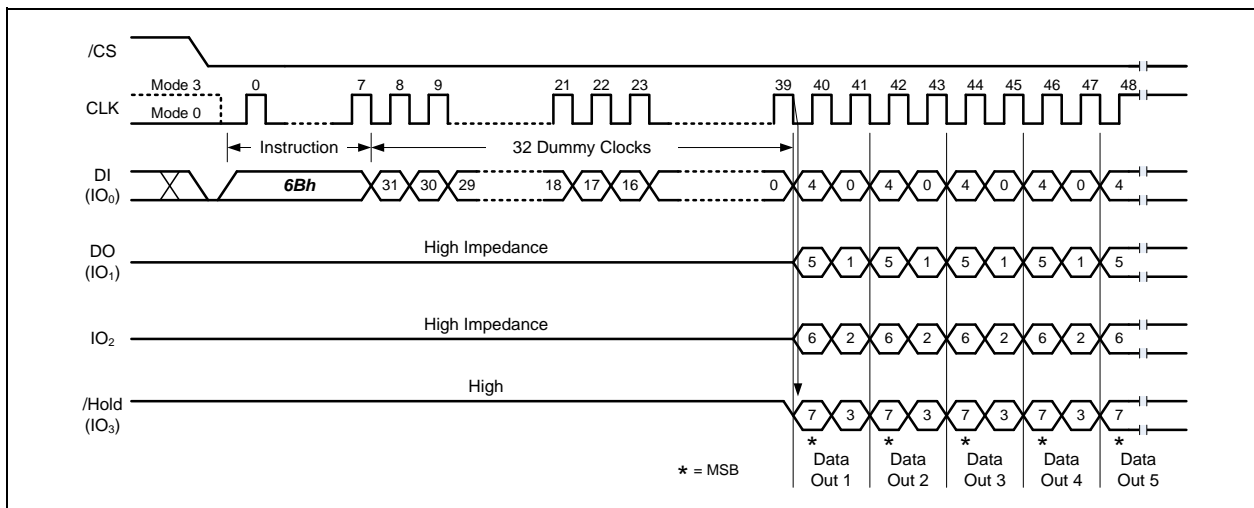 /CS
Mode 3 0 7 8 9 21 22 23 39 40 41 42 43 44 45 46 47 48
CLK
Mode 0
Instruction 32 Dummy Clocks
DI
(IO0)
6Bh 31 30 29 18 17 16 0 4 0 4 0 4 0 4 0 4
High Impedance
DO
(IO1)
5 1 5 1 5 1 5 1 5
High Impedance
IO2
6 2 6 2 6 2 6 2 6
High
/Hold
(IO3)
7 3 7 3 7 3 7 3 7
* * * * *
* = MSB
Data Out 1
Data Out 2
Data Out 3
Data Out 4
Data Out 5